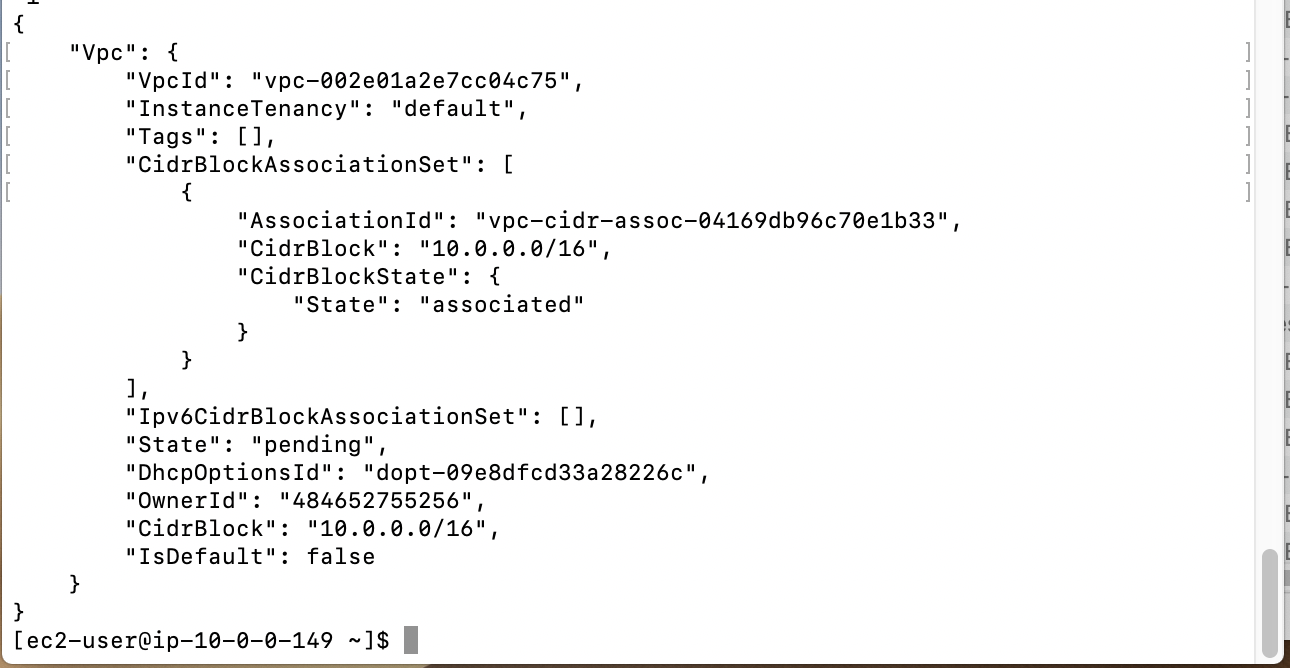 {
    "Vpc": {
        "VpcId": "vpc-002e01a2e7cc04c75",
        "InstanceTenancy": "default",
        "Tags": [],
        "CidrBlockAssociationSet": [
            {
                "AssociationId": "vpc-cidr-assoc-04169db96c70e1b33",
                "CidrBlock": "10.0.0.0/16",
                "CidrBlockState": {
                    "State": "associated"
                }
            }
        ],
        "Ipv6CidrBlockAssociationSet": [],
        "State": "pending",
        "DhcpOptionsId": "dopt-09e8dfcd33a28226c",
        "OwnerId": "484652755256",
        "CidrBlock": "10.0.0.0/16",
        "IsDefault": false
    }
}
[ec2-user@ip-10-0-0-149 ~]$